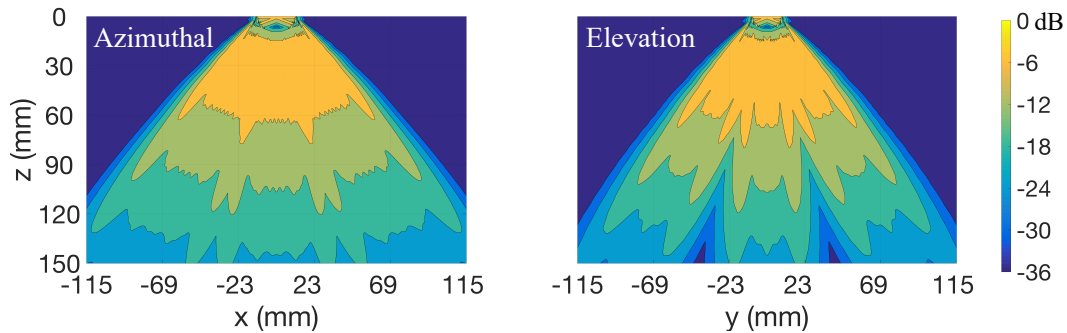 Azimuthal
0
30
60
90
120
150
z (mm)
-115 -69 -23 23 69 115
x (mm)
Elevation
-115 -69 -23 23 69 115
y (mm)
0 dB
-6
-12
-18
-24
-30
-36